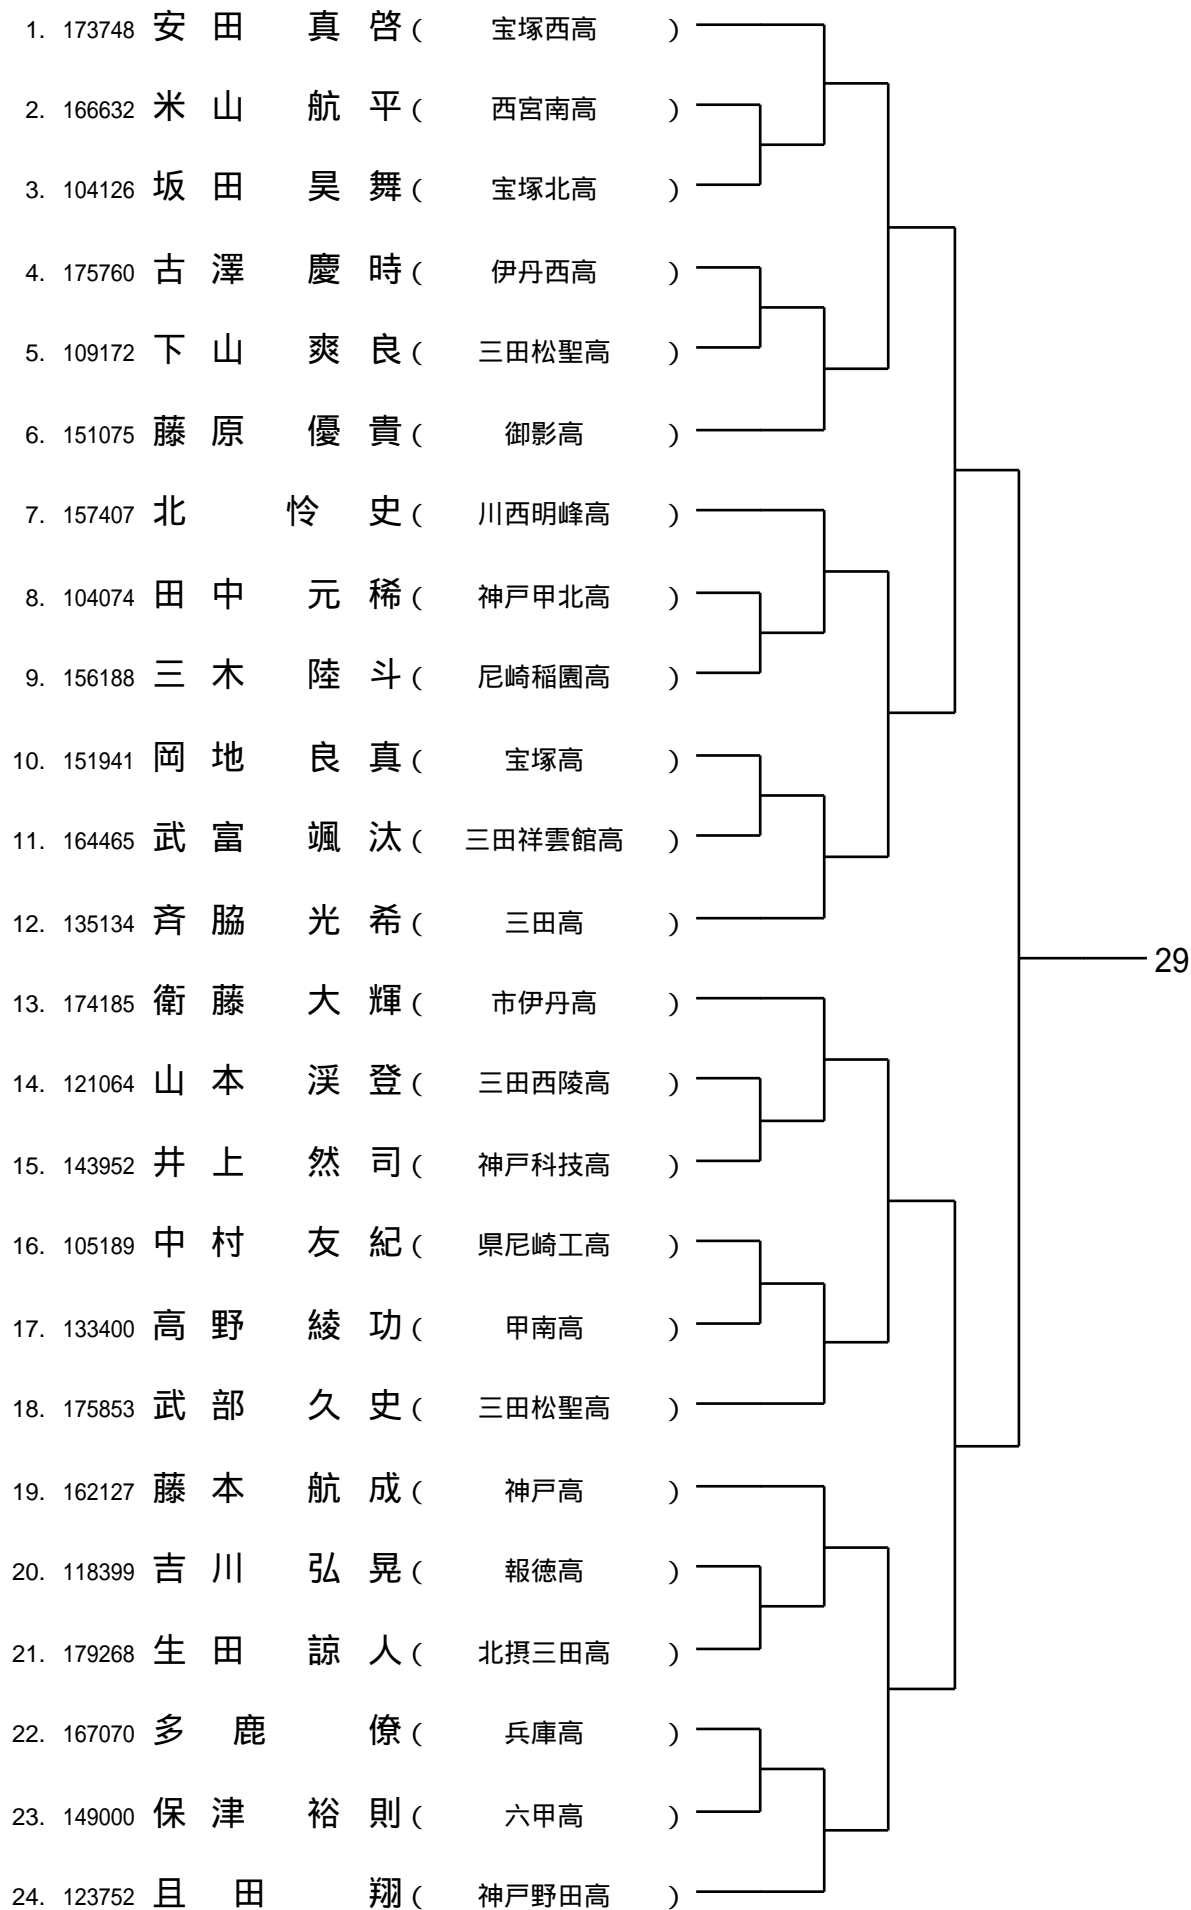 1. 173748 安田 真啓 ( 宝塚西高 )
2. 166632 米山 航平 ( 西宮南高 )
3. 104126 坂田 昊舞 ( 宝塚北高 )
4. 175760 古澤 慶時 ( 伊丹西高 )
5. 109172 下山 爽良 ( 三田松聖高 )
6. 151075 藤原 優貴 ( 御影高 )
7. 157407 北 怜史 ( 川西明峰高 )
8. 104074 田中 元稀 ( 神戸甲北高 )
9. 156188 三木 陸斗 ( 尼崎稲園高 )
10. 151941 岡地 良真 ( 宝塚高 )
11. 164465 武富 颯汰 ( 三田祥雲館高 )
12. 135134 斉脇 光希 ( 三田高 )
29
13. 174185 衛藤 大輝 ( 市伊丹高 )
14. 121064 山本 渓登 ( 三田西陵高 )
15. 143952 井上 然司 ( 神戸科技高 )
16. 105189 中村 友紀 ( 県尼崎工高 )
17. 133400 高野 綾功 ( 甲南高 )
18. 175853 武部 久史 ( 三田松聖高 )
19. 162127 藤本 航成 ( 神戸高 )
20. 118399 吉川 弘晃 ( 報徳高 )
21. 179268 生田 諒人 ( 北摂三田高 )
22. 167070 多鹿 僚 ( 兵庫高 )
23. 149000 保津 裕則 ( 六甲高 )
24. 123752 且田 翔 ( 神戸野田高 )